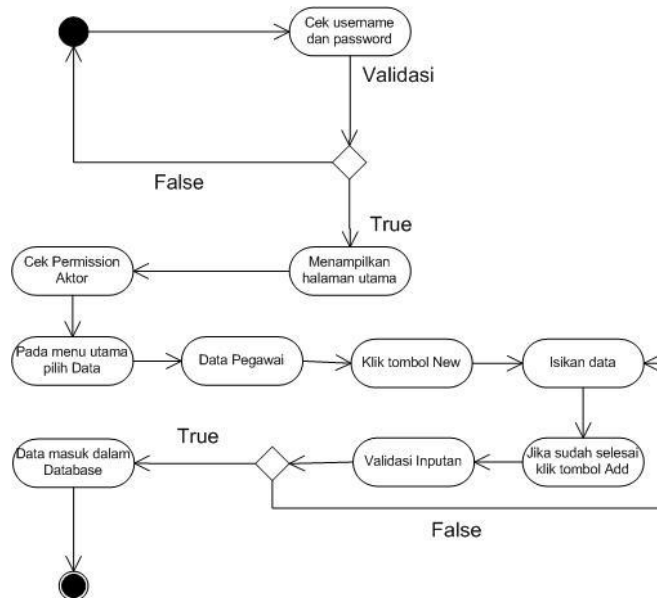 Cek username
dan password
Validasi
False
True
Cek Permission
Aktor
Menampilkan
halaman utama
Pada menu utama
pilih Data
Data Pegawai
Klik tombol New
Isikan data
True
Data masuk dalam
Database
Validasi Inputan
Jika sudah selesai
klik tombol Add
False